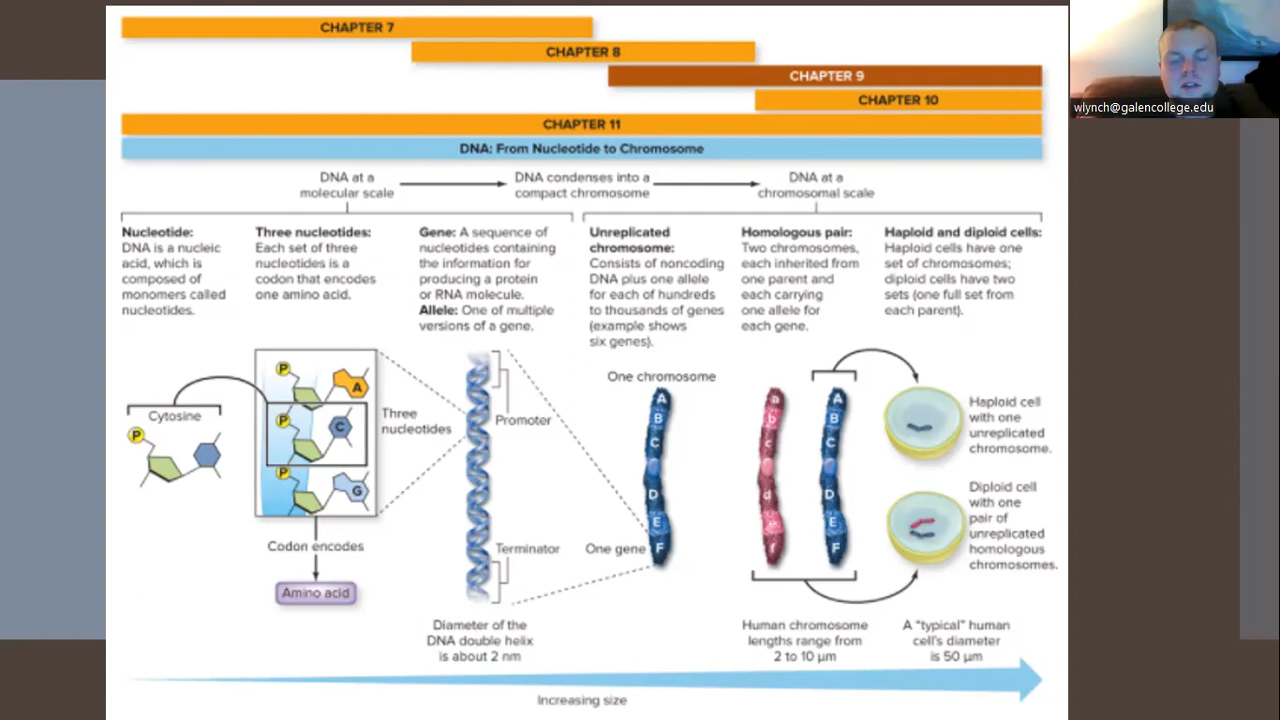 CHAPTER 7
CHAPTER 8
CHAPTER 9
CHAPTER 10
CHAPTER 11
DNA: From Nucleotide to Chromosome
DNA at a
molecular scale
DNA condenses into a
compact chromosome
DNA at a
chromosomal scale
Nucleotide:
DNA is a nucleic
acid, which is
composed of
monomers called
nucleotides.
Three nucleotides:
Each set of three
nucleotides is a
codon that encodes
one amino acid.
Gene: A sequence of
nucleotides containing
the information for
producing a protein
or RNA molecule.
Allele: One of multiple
versions of a gene.
Unreplicated
chromosome:
Consists of noncoding
DNA plus one allele
for each of hundreds
to thousands of genes
(example shows
six genes).
Homologous pair:
Two chromosomes,
each inherited from
one parent and
each carrying
one allele for
each gene.
Haploid and diploid cells:
Haploid cells have one
set of chromosomes;
diploid cells have two
sets (one full set from
each parent).
Cytosine
P
P
A
P
C
P
G
Three
nucleotides
Codon encodes
Amino acid
Promoter
Terminator
Diameter of the
DNA double helix
is about 2 nm
One chromosome
A
B
C
D
E
F
One gene
a
b
c
d
e
f
A
B
C
D
E
F
Human chromosome
lengths range from
2 to 10 µm
Haploid cell
with one
unreplicated
chromosome.
Diploid cell
with one
pair of
unreplicated
homologous
chromosomes.
A “typical” human
cell’s diameter
is 50 µm
Increasing size
wlynch@galencollege.edu